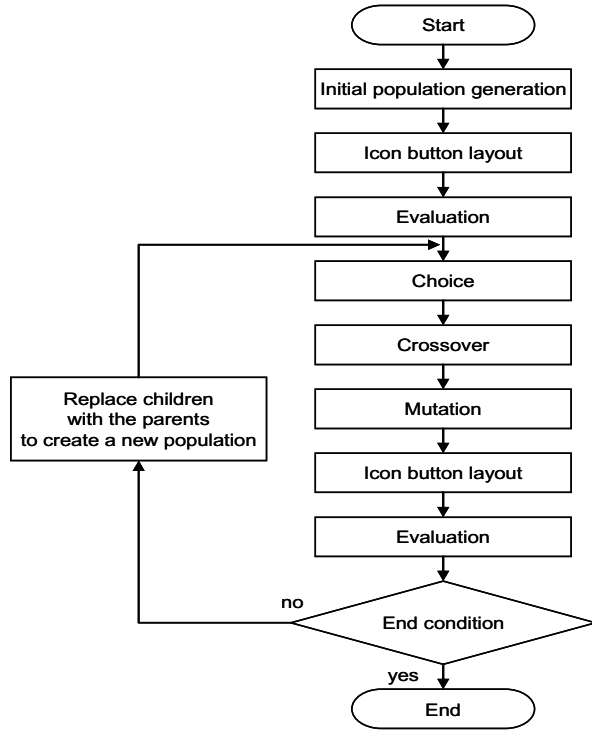 Start
Initial population generation
Icon button layout
Evaluation
Choice
Crossover
Mutation
Icon button layout
Evaluation
End condition
no
Replace children
with the parents
to create a new population
yes
End